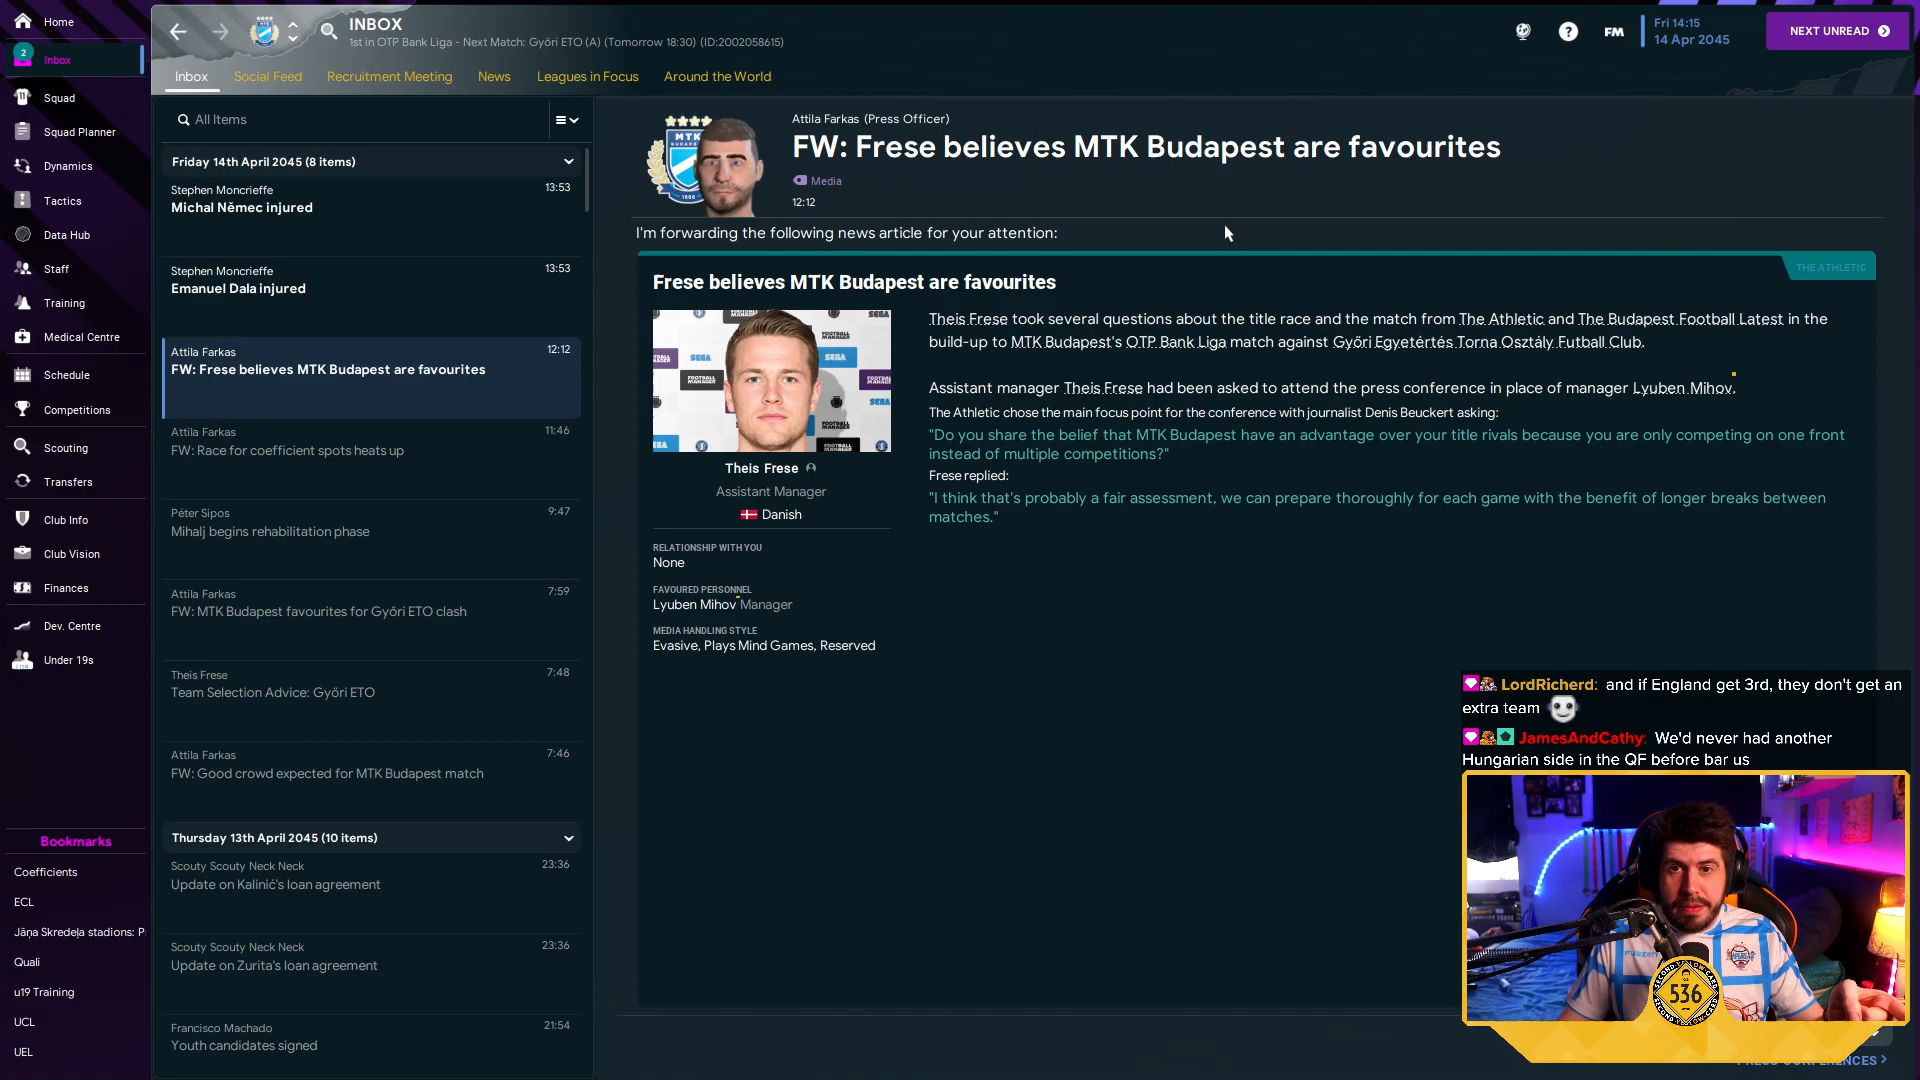 Home
INBOX
1st in OTP Bank Liga - Next Match: Győri ETO (A) (Tomorrow 18:30) (ID:2002058615)
FM
Fri 14:15
14 Apr 2045
NEXT UNREAD
2
Inbox
Inbox
Social Feed
Recruitment Meeting
News
Leagues in Focus
Around the World
Squad
Squad Planner
Dynamics
Tactics
Data Hub
Staff
Training
Medical Centre
Schedule
Competitions
Scouting
Transfers
Club Info
Club Vision
Finances
Dev. Centre
Under 19s
Bookmarks
Coefficients
ECL
Jāņa Skredeļa stadions: P
Quali
u19 Training
UCL
UEL
All Items
Friday 14th April 2045 (8 items)
Stephen Moncrieffe 13:53
Michal Němec injured
Stephen Moncrieffe 13:53
Emanuel Dala injured
Attila Farkas 12:12
FW: Frese believes MTK Budapest are favourites
Attila Farkas 11:46
FW: Race for coefficient spots heats up
Péter Sipos 9:47
Mihalj begins rehabilitation phase
Attila Farkas 7:59
FW: MTK Budapest favourites for Győri ETO clash
Theis Frese 7:48
Team Selection Advice: Győri ETO
Attila Farkas 7:46
FW: Good crowd expected for MTK Budapest match
Thursday 13th April 2045 (10 items)
Scouty Scouty Neck Neck 23:36
Update on Kalinić's loan agreement
Scouty Scouty Neck Neck 23:36
Update on Zurita's loan agreement
Francisco Machado 21:54
Youth candidates signed
MTK
Attila Farkas (Press Officer)
FW: Frese believes MTK Budapest are favourites
Media
12:12
I'm forwarding the following news article for your attention:
THE ATHLETIC
Frese believes MTK Budapest are favourites
SEGA
FOOTBALL MANAGER
Theis Frese
Assistant Manager
Danish
RELATIONSHIP WITH YOU
None
FAVOURED PERSONNEL
Lyuben Mihov Manager
MEDIA HANDLING STYLE
Evasive, Plays Mind Games, Reserved
Theis Frese took several questions about the title race and the match from The Athletic and The Budapest Football Latest in the
build-up to MTK Budapest's OTP Bank Liga match against Győri Egyetértés Torna Osztály Futball Club.
Assistant manager Theis Frese had been asked to attend the press conference in place of manager Lyuben Mihov.
The Athletic chose the main focus point for the conference with journalist Denis Beuckert asking:
"Do you share the belief that MTK Budapest have an advantage over your title rivals because you are only competing on one front
instead of multiple competitions?"
Frese replied:
"I think that's probably a fair assessment, we can prepare thoroughly for each game with the benefit of longer breaks between
matches."
LordRicherd: and if England get 3rd, they don't get an
extra team
JamesAndCathy: We'd never had another
Hungarian side in the QF before bar us
SECOND YELLOW CARD
536
PRESS CONFERENCES